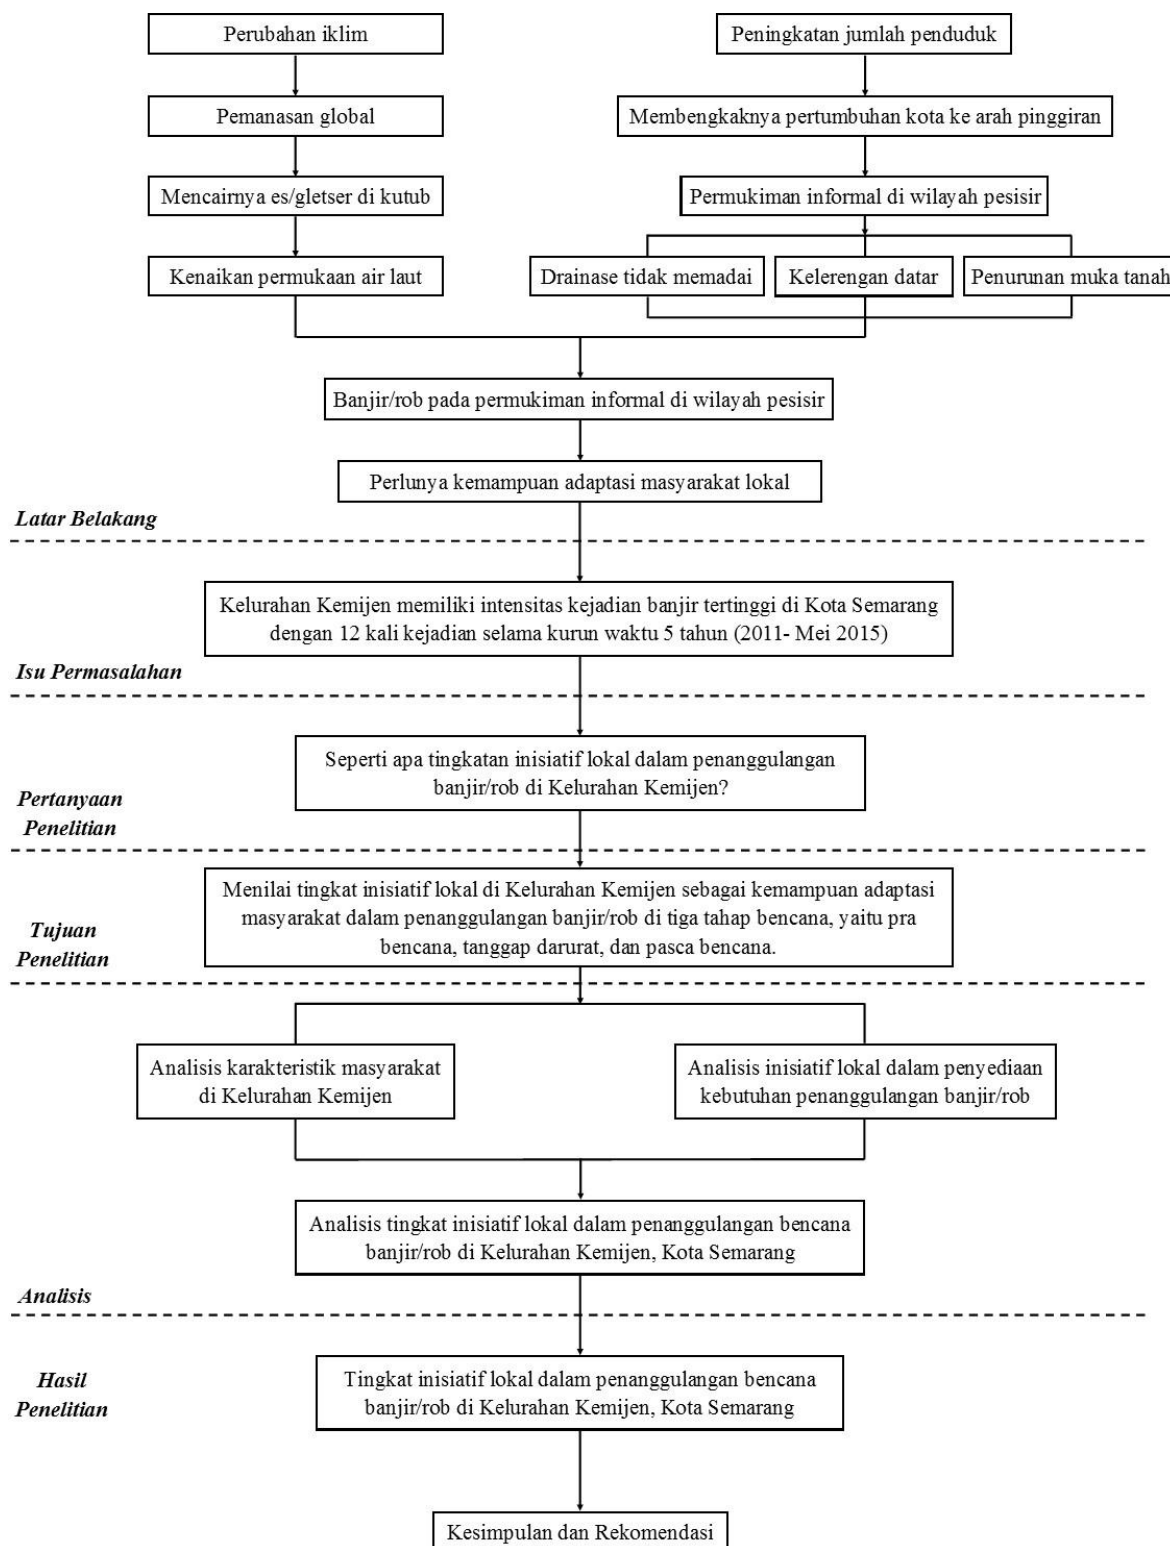 Perubahan iklim
Peningkatan jumlah penduduk
Pemanasan global
Membengkaknya pertumbuhan kota ke arah pinggiran
Mencairnya es/gletser di kutub
Permukiman informal di wilayah pesisir
Kenaikan permukaan air laut
Drainase tidak memadai
Kelerengan datar
Penurunan muka tanah
Banjir/rob pada permukiman informal di wilayah pesisir
Perlunya kemampuan adaptasi masyarakat lokal
Latar Belakang
Kelurahan Kemijen memiliki intensitas kejadian banjir tertinggi di Kota Semarang
dengan 12 kali kejadian selama kurun waktu 5 tahun (2011- Mei 2015)
Isu Permasalahan
Seperti apa tingkatan inisiatif lokal dalam penanggulangan
banjir/rob di Kelurahan Kemijen?
Pertanyaan
Penelitian
Menilai tingkat inisiatif lokal di Kelurahan Kemijen sebagai kemampuan adaptasi
masyarakat dalam penanggulangan banjir/rob di tiga tahap bencana, yaitu pra
bencana, tanggap darurat, dan pasca bencana.
Tujuan
Penelitian
Analisis karakteristik masyarakat
di Kelurahan Kemijen
Analisis inisiatif lokal dalam penyediaan
kebutuhan penanggulangan banjir/rob
Analisis tingkat inisiatif lokal dalam penanggulangan bencana
banjir/rob di Kelurahan Kemijen, Kota Semarang
Analisis
Tingkat inisiatif lokal dalam penanggulangan bencana
banjir/rob di Kelurahan Kemijen, Kota Semarang
Hasil
Penelitian
Kesimpulan dan Rekomendasi